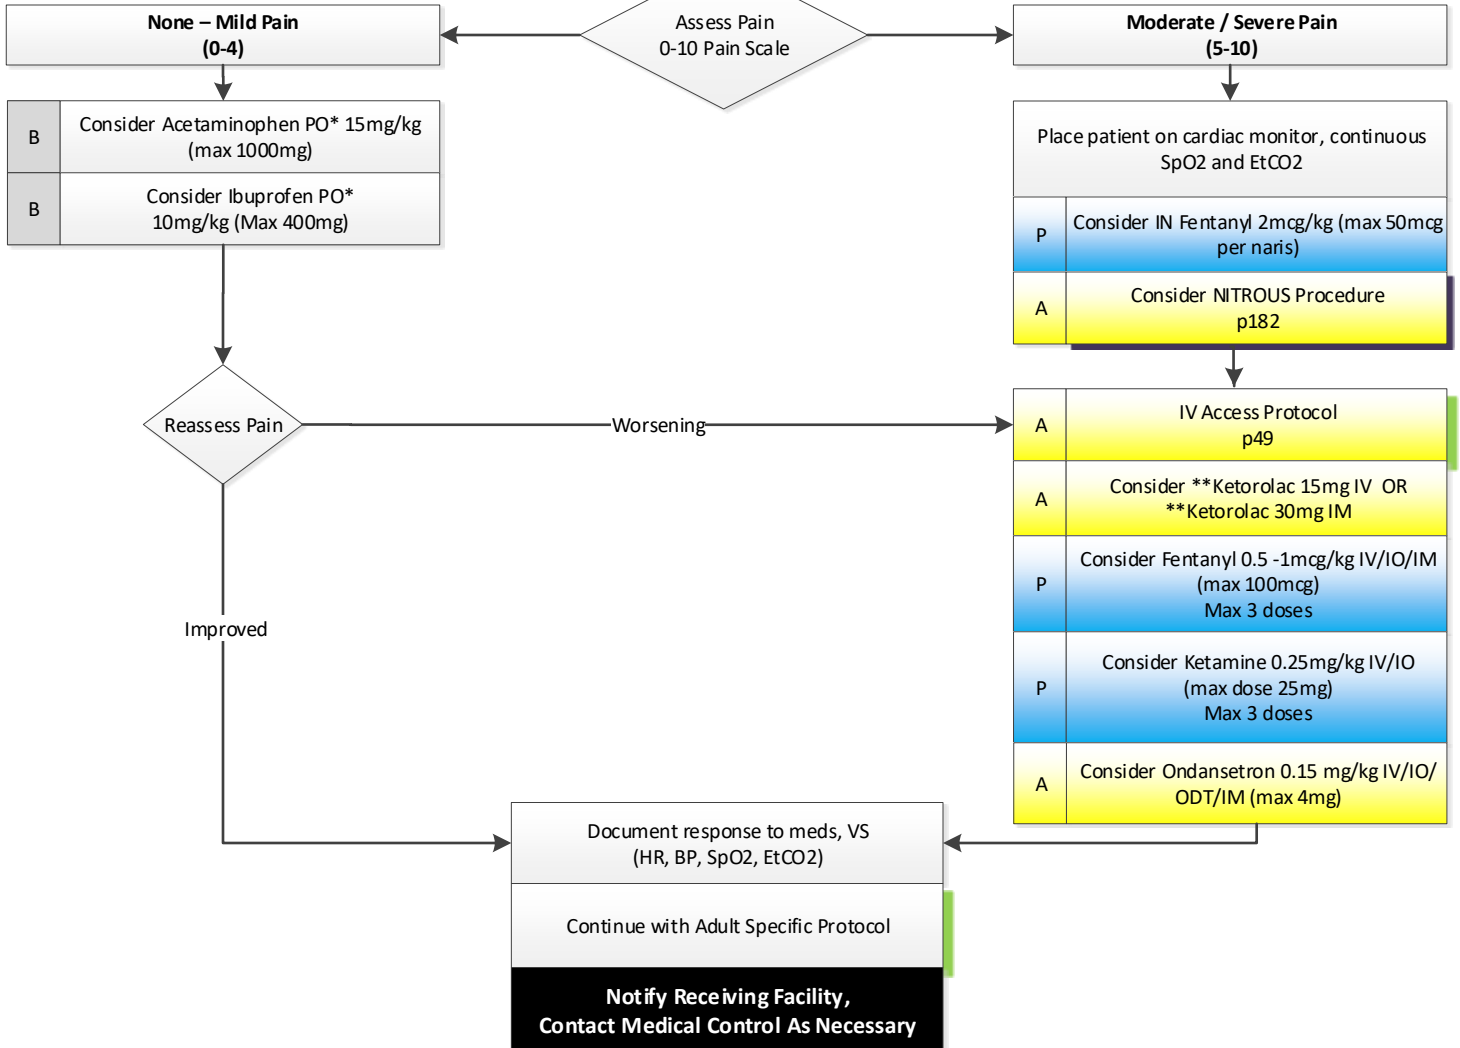 Assess Pain
0-10 Pain Scale
None – Mild Pain
(0-4)
Moderate / Severe Pain
(5-10)
B
Consider Acetaminophen PO* 15mg/kg
(max 1000mg)
B
Consider Ibuprofen PO*
10mg/kg (Max 400mg)
Place patient on cardiac monitor, continuous
SpO2 and EtCO2
P
Consider IN Fentanyl 2mcg/kg (max 50mcg
per naris)
A
Consider NITROUS Procedure
p182
Reassess Pain
Worsening
Improved
A
IV Access Protocol
p49
A
Consider **Ketorolac 15mg IV OR
**Ketorolac 30mg IM
P
Consider Fentanyl 0.5 -1mcg/kg IV/IO/IM
(max 100mcg)
Max 3 doses
P
Consider Ketamine 0.25mg/kg IV/IO
(max dose 25mg)
Max 3 doses
A
Consider Ondansetron 0.15 mg/kg IV/IO/
ODT/IM (max 4mg)
Document response to meds, VS
(HR, BP, SpO2, EtCO2)
Continue with Adult Specific Protocol
Notify Receiving Facility,
Contact Medical Control As Necessary